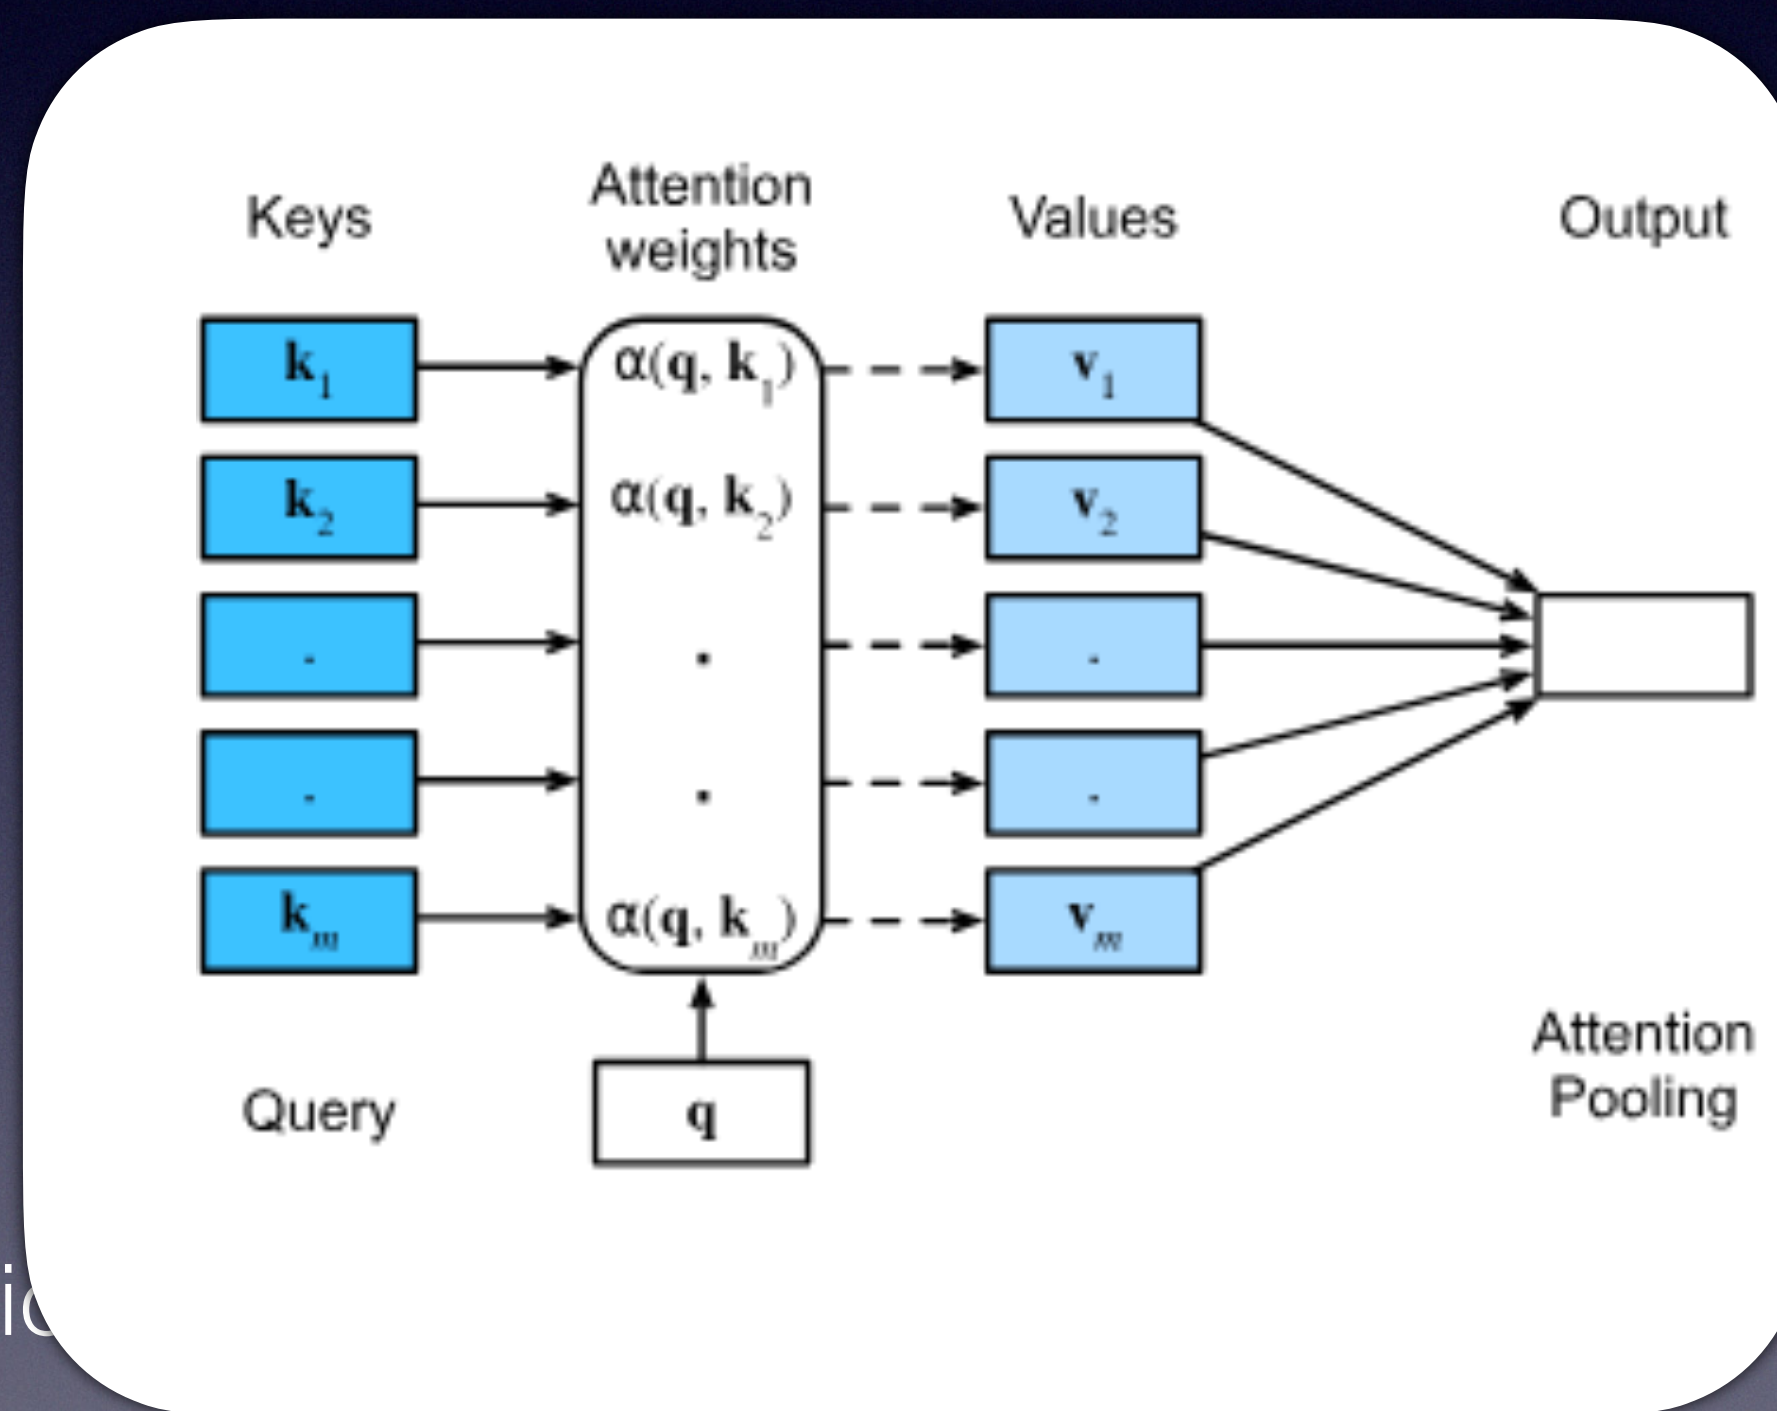 Keys
Attention
weights
Values
Output
k1
α(q, k1)
v1
k2
α(q, k2)
v2
.
.
.
.
.
.
km
α(q, km)
vm
Query
q
Attention
Pooling